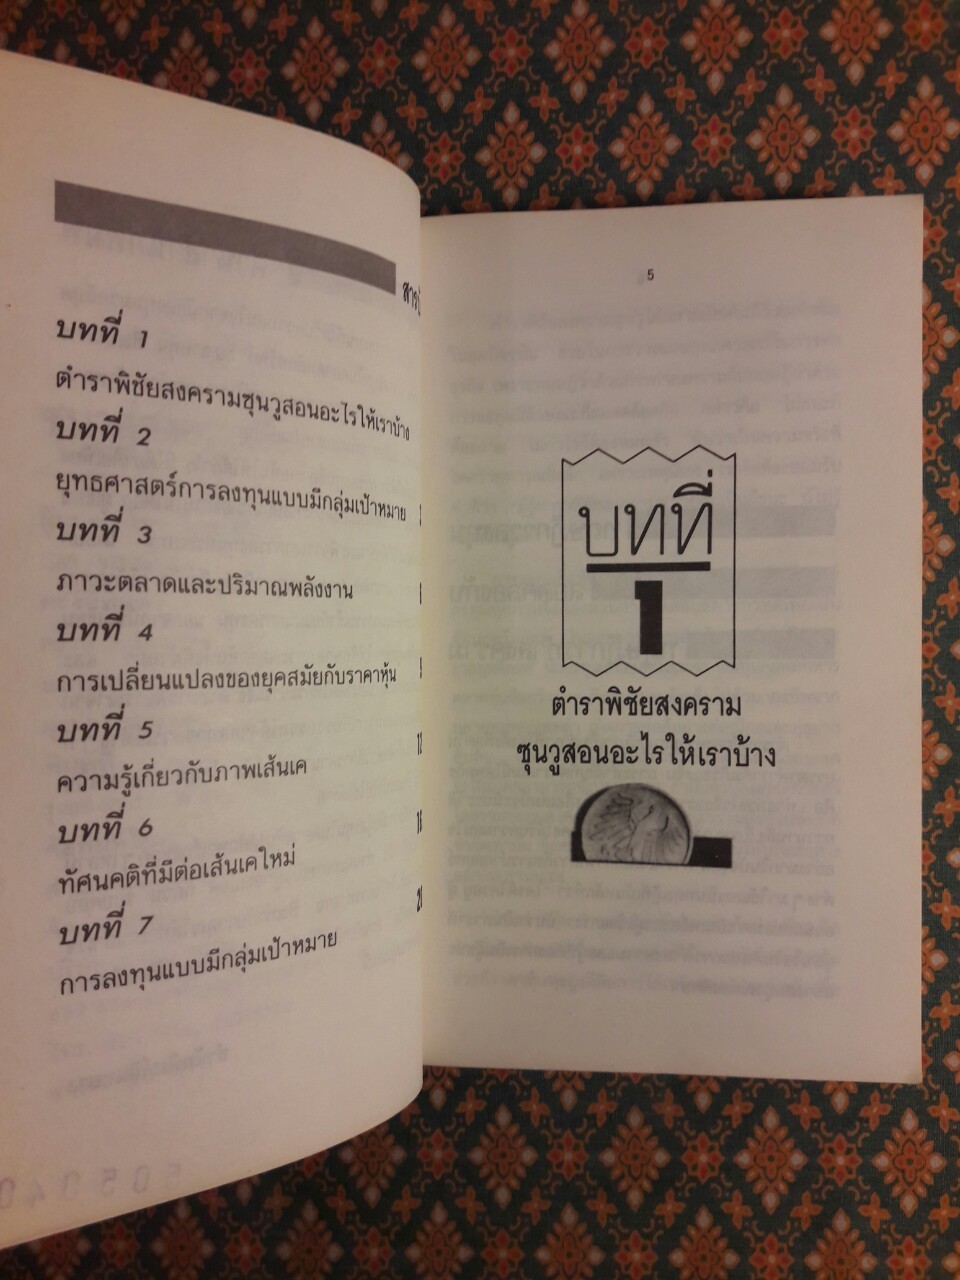 บทที่ 1
ตำราพิชัยสงครามซุนวูสอนอะไรให้เราบ้าง
บทที่ 2
ยุทธศาสตร์การลงทุนแบบมีกลุ่มเป้าหมาย
บทที่ 3
ภาวะตลาดและปริมาณพลังงาน
บทที่ 4
การเปลี่ยนแปลงของยุคสมัยกับราคาหุ้น
บทที่ 5
ความรู้เกี่ยวกับภาพเส้นเค
บทที่ 6
ทัศนคติที่มีต่อเส้นเคใหม่
บทที่ 7
การลงทุนแบบมีกลุ่มเป้าหมาย
5
บทที่
1
ตำราพิชัยสงคราม
ซุนวูสอนอะไรให้เราบ้าง